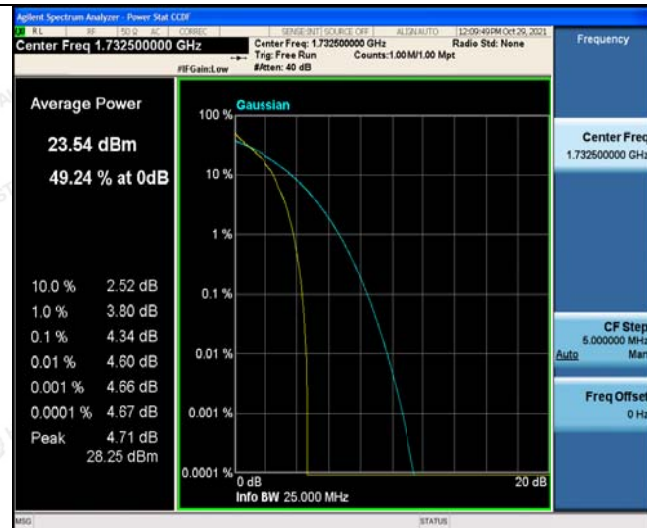 Agilent Spectrum Analyzer - Power Stat CCDF
RL RF 50 Ω AC CORREC SENSE:INT SOURCE OFF ALIGNAUTO 12:09:49PM Oct 29, 2021
Center Freq 1.732500000 GHz
Center Freq: 1.732500000 GHz Radio Std: None
Trig: Free Run Counts:1.00 M/1.00 Mpt
#IFGain:Low #Atten: 40 dB
Frequency
Average Power
23.54 dBm
49.24 % at 0dB
10.0 % 2.52 dB
1.0 % 3.80 dB
0.1 % 4.34 dB
0.01 % 4.60 dB
0.001 % 4.66 dB
0.0001 % 4.67 dB
Peak 4.71 dB
28.25 dBm
Gaussian
100 %
10 %
1 %
0.1 %
0.01 %
0.001 %
0.0001 %
0 dB 20 dB
Info BW 25.000 MHz
Center Freq
1.732500000 GHz
CF Step
5.000000 MHz
Auto Man
Freq Offset
0 Hz
MSG STATUS